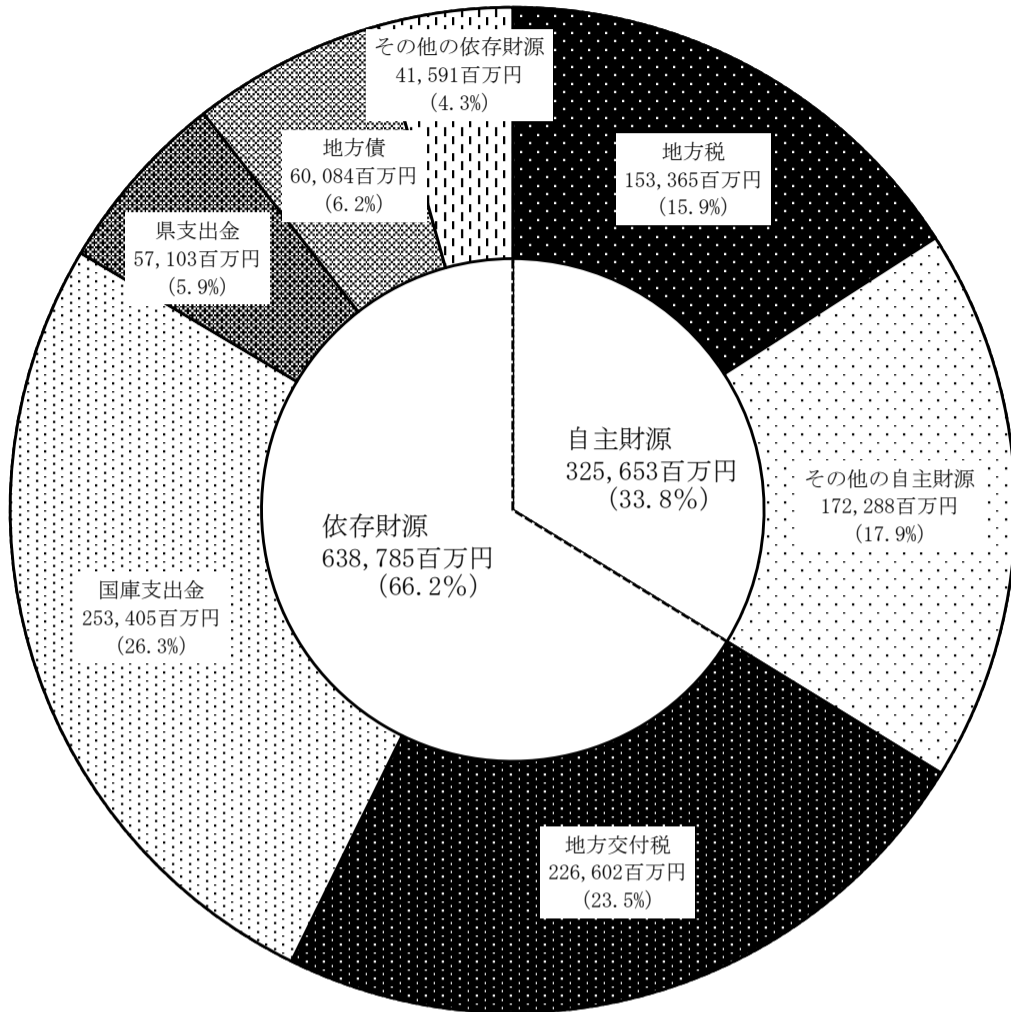 その他の依存財源
41,591百万円
(4.3%)
地方債
60,084百万円
(6.2%)
県支出金
57,103百万円
(5.9%)
地方税
153,365百万円
(15.9%)
自主財源
325,653百万円
(33.8%)
その他の自主財源
172,288百万円
(17.9%)
依存財源
638,785百万円
(66.2%)
国庫支出金
253,405百万円
(26.3%)
地方交付税
226,602百万円
(23.5%)